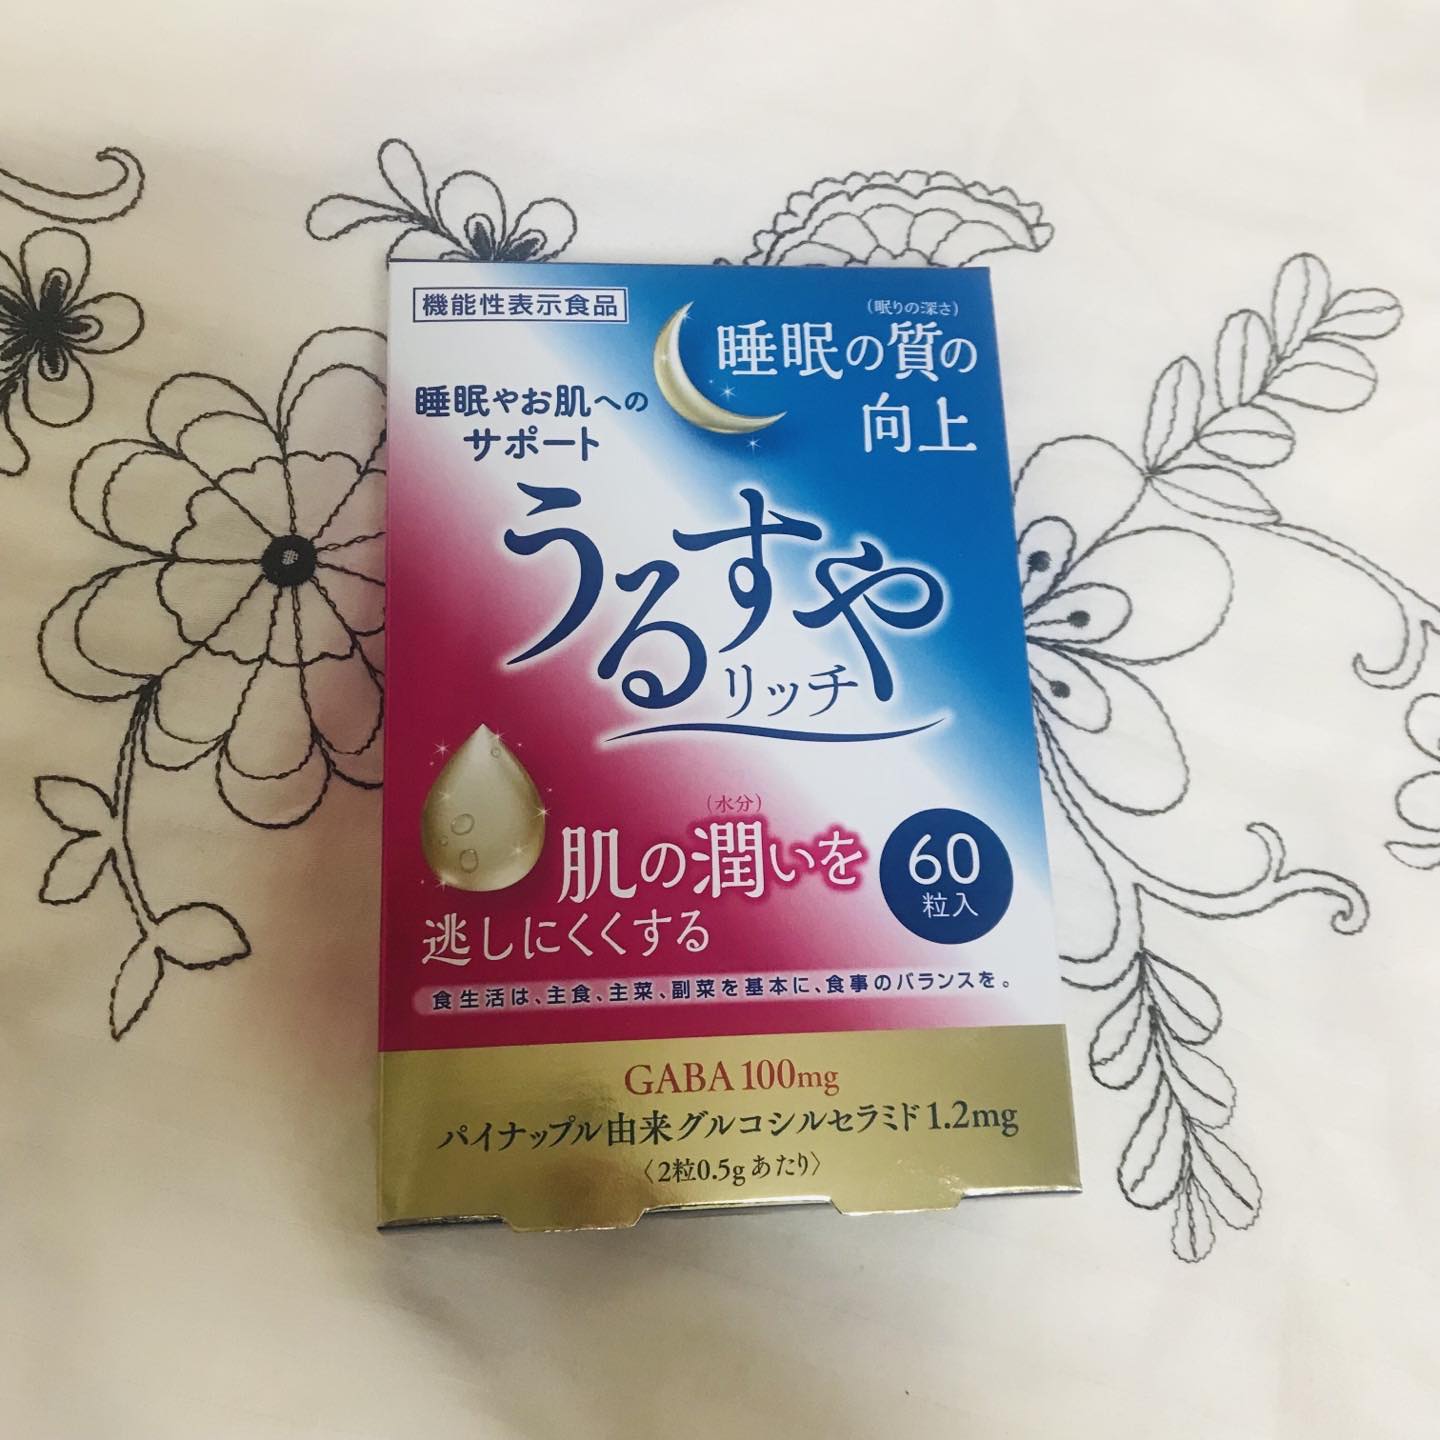 機能性表示食品
睡眠やお肌への
サポート
(眠りの深さ)
睡眠の質の
向上
うるすや
リッチ
(水分)
肌の潤いを
逃しにくくする
60
粒入
食生活は、主食、主菜、副菜を基本に、食事のバランスを。
GABA 100mg
パイナップル由来グルコシルセラミド1.2mg
〈2粒0.5gあたり〉